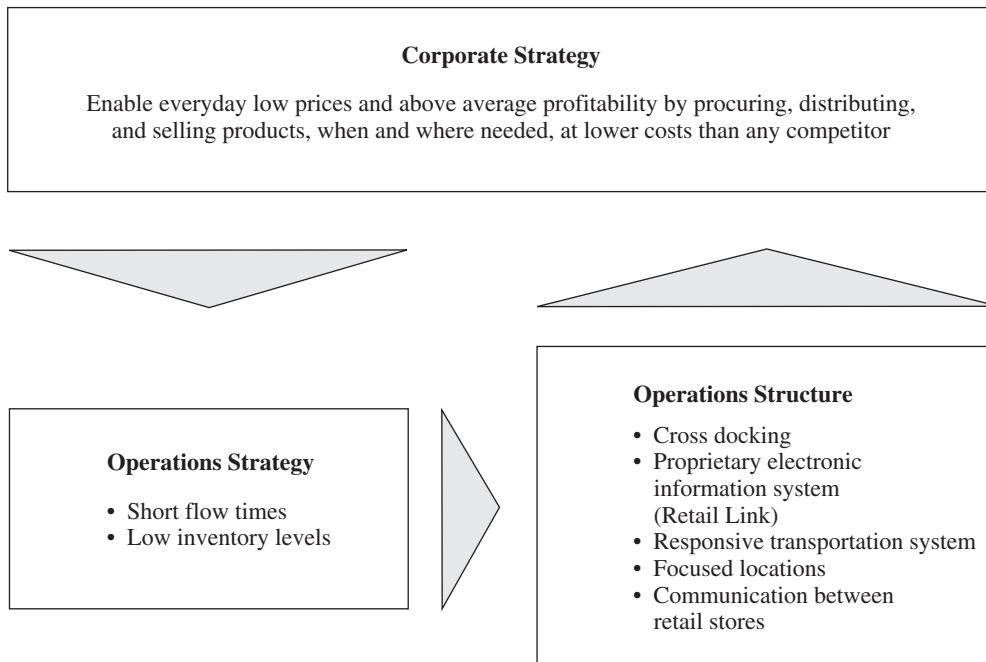 Corporate Strategy
Enable everyday low prices and above average profitability by procuring, distributing,
and selling products, when and where needed, at lower costs than any competitor
Operations Strategy
• Short flow times
• Low inventory levels
Operations Structure
• Cross docking
• Proprietary electronic
information system
(Retail Link)
• Responsive transportation system
• Focused locations
• Communication between
retail stores